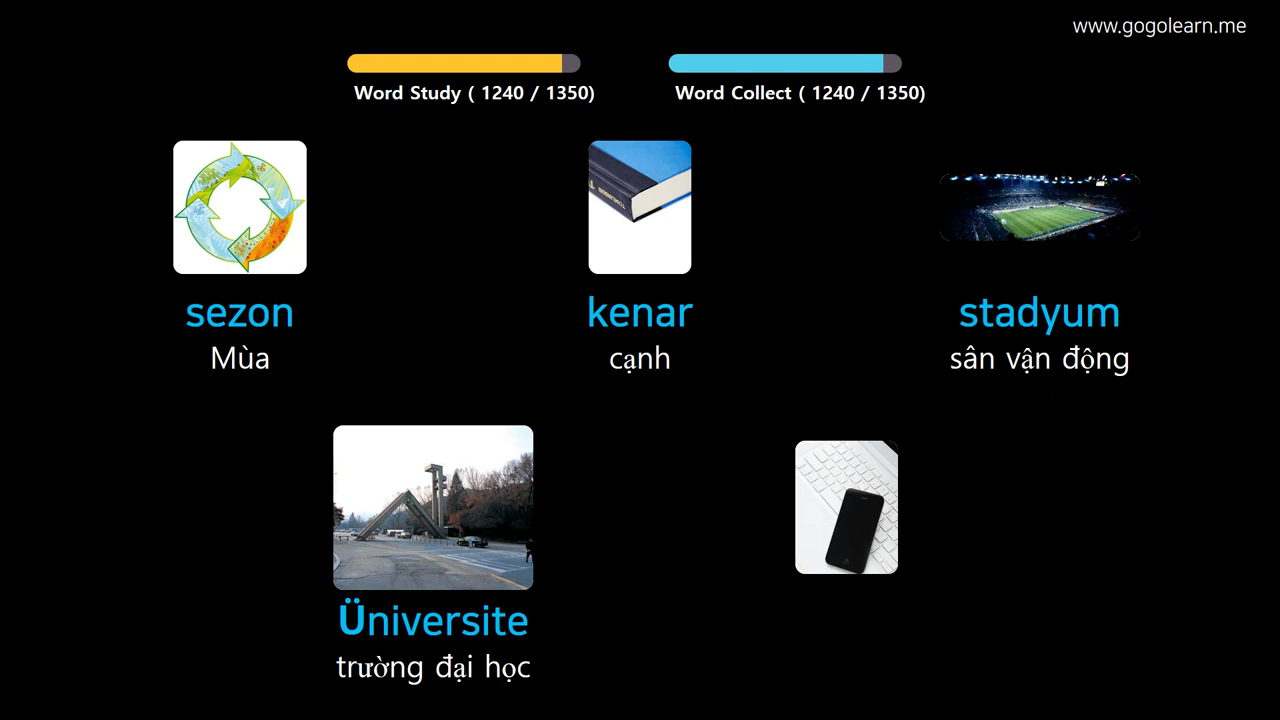 www.gogolearn.me
Word Study ( 1240 / 1350)
Word Collect ( 1240 / 1350)
sezon
Mùa
kenar
cạnh
stadyum
sân vận động
Üniversite
trường đại học